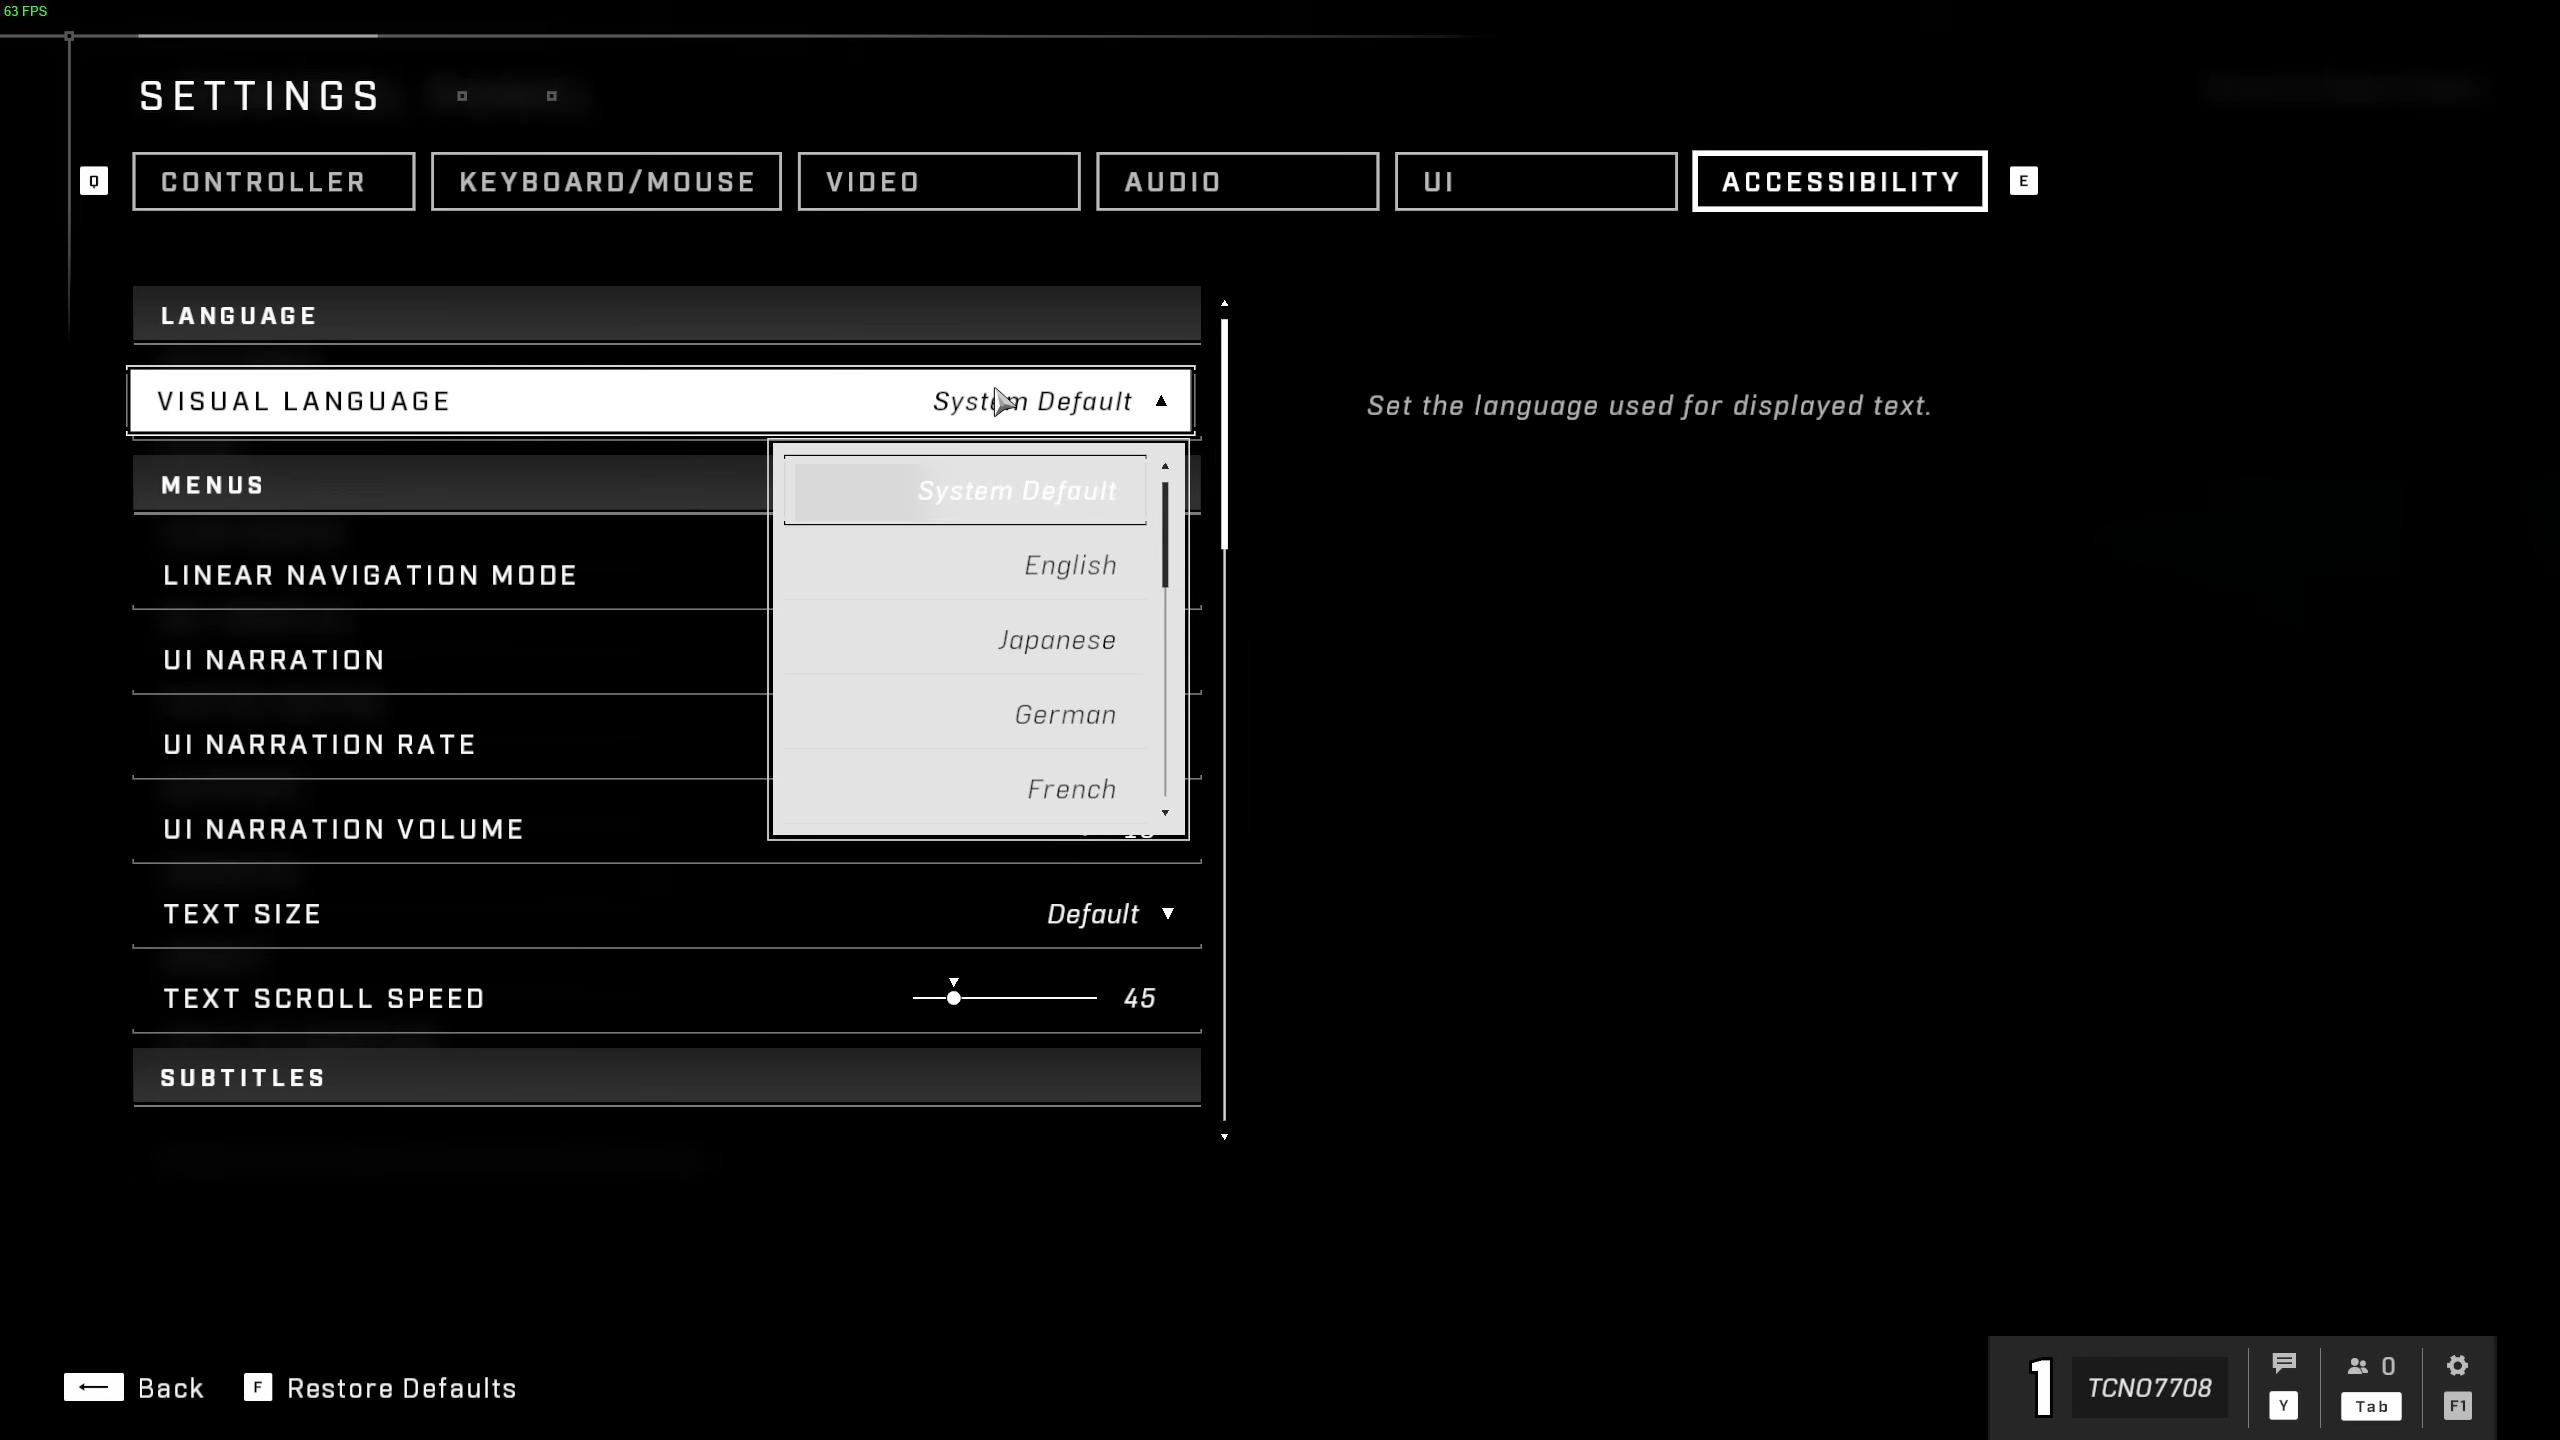 63 FPS
SETTINGS
Q
CONTROLLER
KEYBOARD/MOUSE
VIDEO
AUDIO
UI
ACCESSIBILITY
E
LANGUAGE
VISUAL LANGUAGE System Default
Set the language used for displayed text.
System Default
English
Japanese
German
French
MENUS
LINEAR NAVIGATION MODE
UI NARRATION
UI NARRATION RATE
UI NARRATION VOLUME
TEXT SIZE Default
TEXT SCROLL SPEED 45
SUBTITLES
Back
F Restore Defaults
1
TCNO7708
Y
0
Tab
F1